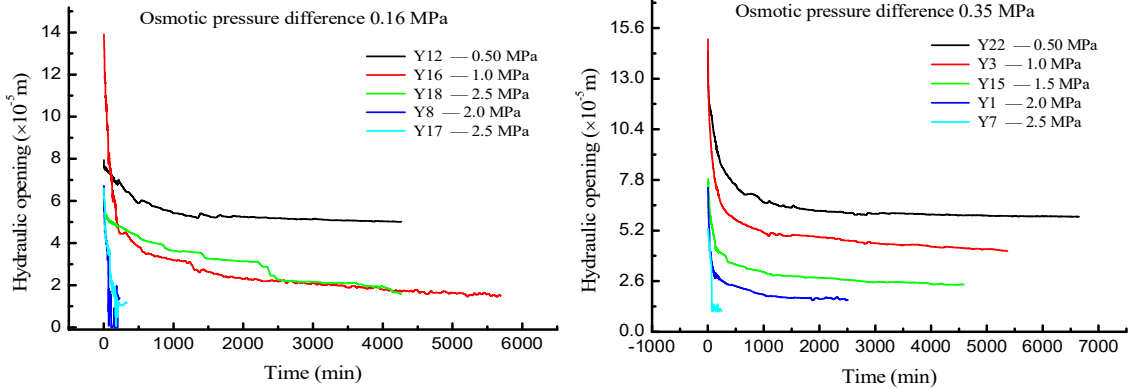 Osmotic pressure difference 0.16 MPa
Y12 — 0.50 MPa
Y16 — 1.0 MPa
Y18 — 2.5 MPa
Y8 — 2.0 MPa
Y17 — 2.5 MPa
Hydraulic opening (×10⁻⁵ m)
14
12
10
8
6
4
2
0
0 1000 2000 3000 4000 5000 6000
Time (min)
Osmotic pressure difference 0.35 MPa
Y22 — 0.50 MPa
Y3 — 1.0 MPa
Y15 — 1.5 MPa
Y1 — 2.0 MPa
Y7 — 2.5 MPa
Hydraulic opening (×10⁻⁵ m)
15.6
13.0
10.4
7.8
5.2
2.6
0.0
-1000 0 1000 2000 3000 4000 5000 6000 7000
Time (min)